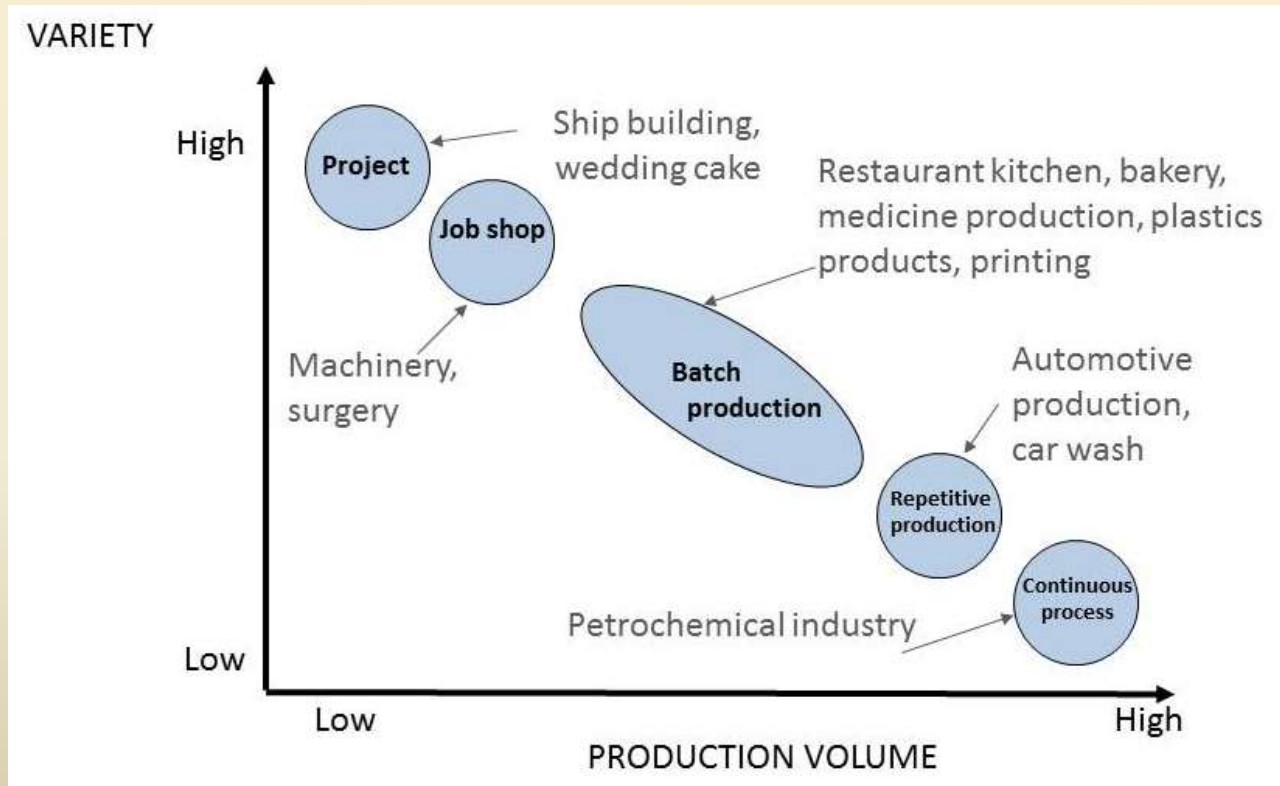 VARIETY
High
Project
Ship building,
wedding cake
Job shop
Restaurant kitchen, bakery,
medicine production, plastics
products, printing
Machinery,
surgery
Batch
production
Automotive
production,
car wash
Repetitive
production
Continuous
process
Petrochemical industry
Low
Low
High
PRODUCTION VOLUME